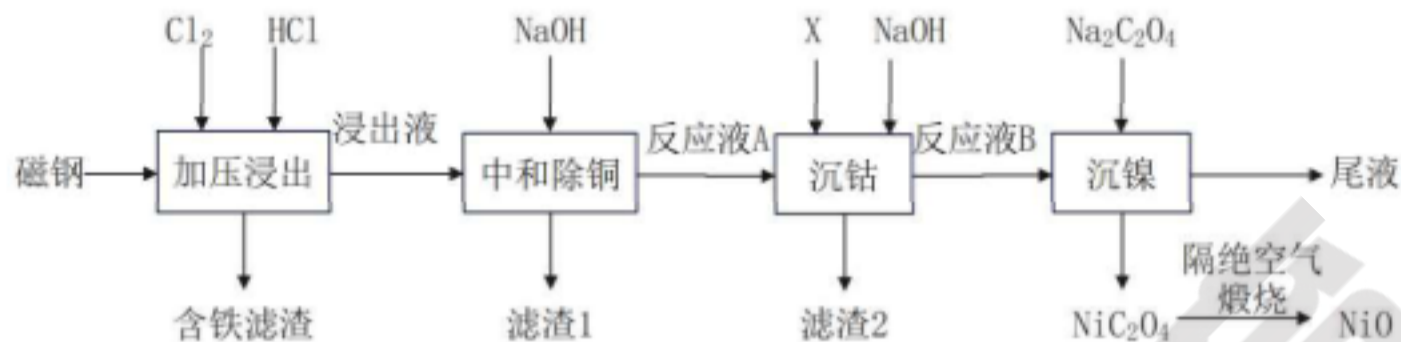 Cl₂ HCl NaOH X NaOH Na₂C₂O₄
浸出液 反应液A 反应液B
磁钢 加压浸出 中和除铜 沉钴 沉镍 尾液
隔绝空气
煅烧
含铁滤渣 滤渣1 滤渣2 NiC₂O₄ NiO